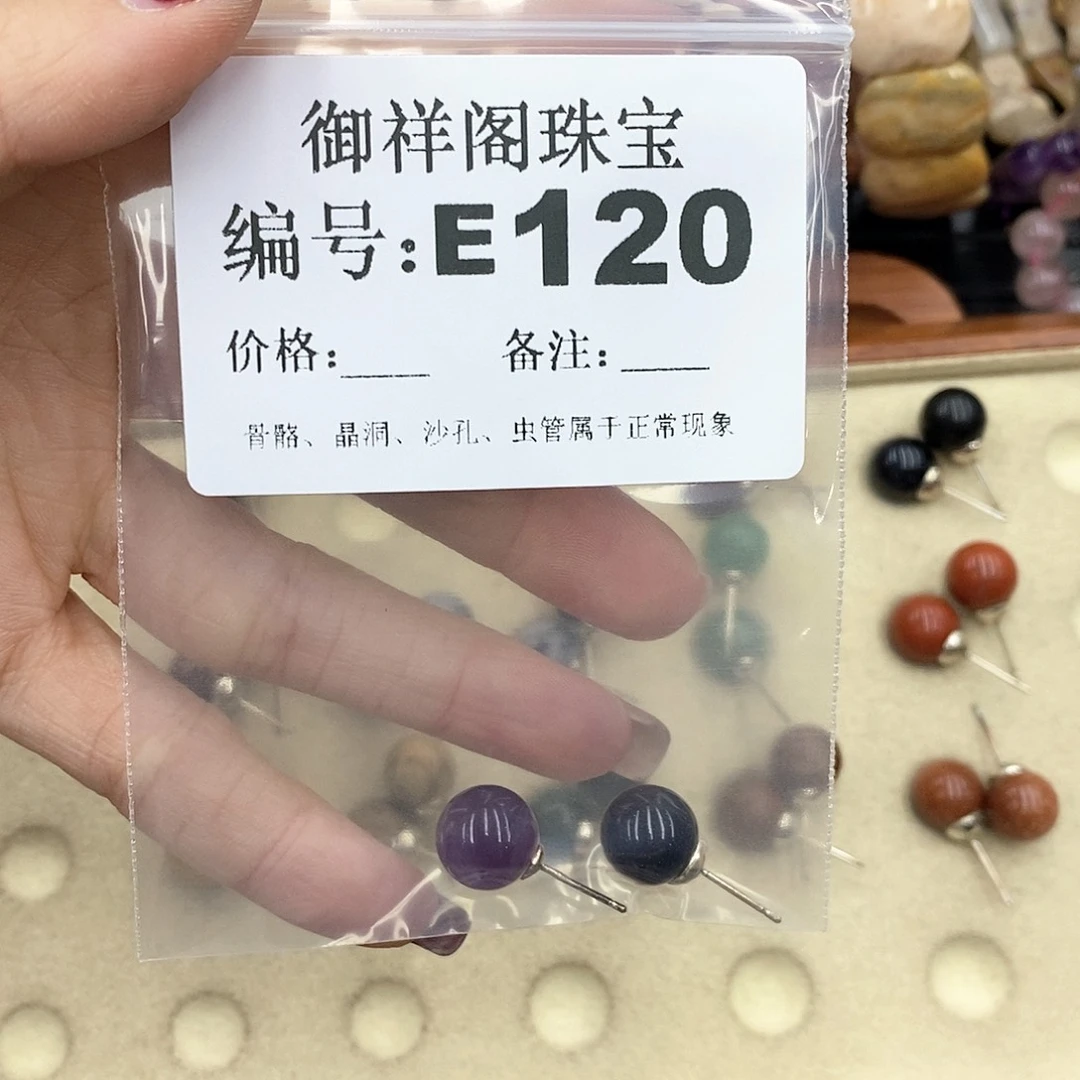 御祥阁珠宝
编号:E120
价格:____ 备注:____
骨骼、晶洞、沙孔、虫管属于正常现象